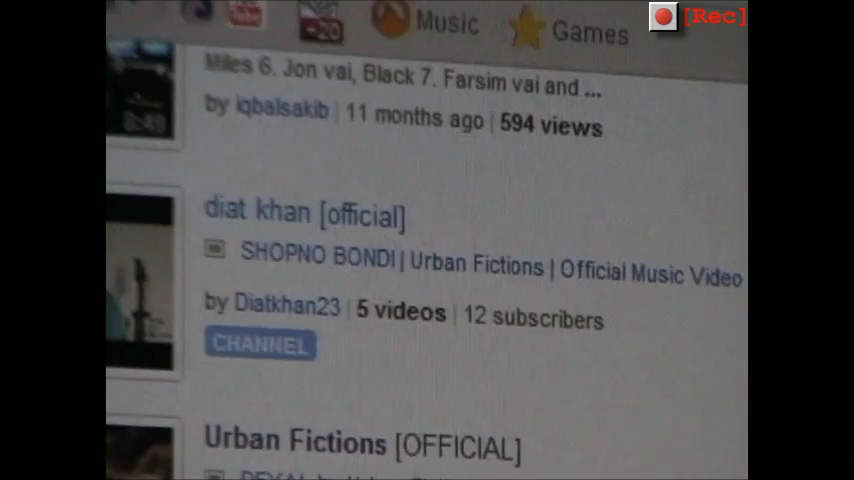 -20
Music
Games
[Rec]
Miles 6. Jon vai, Black 7. Farsim vai and ...
8:49
by iqbalsakib | 11 months ago | 594 views
diat khan [official]
SHOPNO BONDI | Urban Fictions | Official Music Video
by Diatkhan23 | 5 videos | 12 subscribers
CHANNEL
Urban Fictions [OFFICIAL]